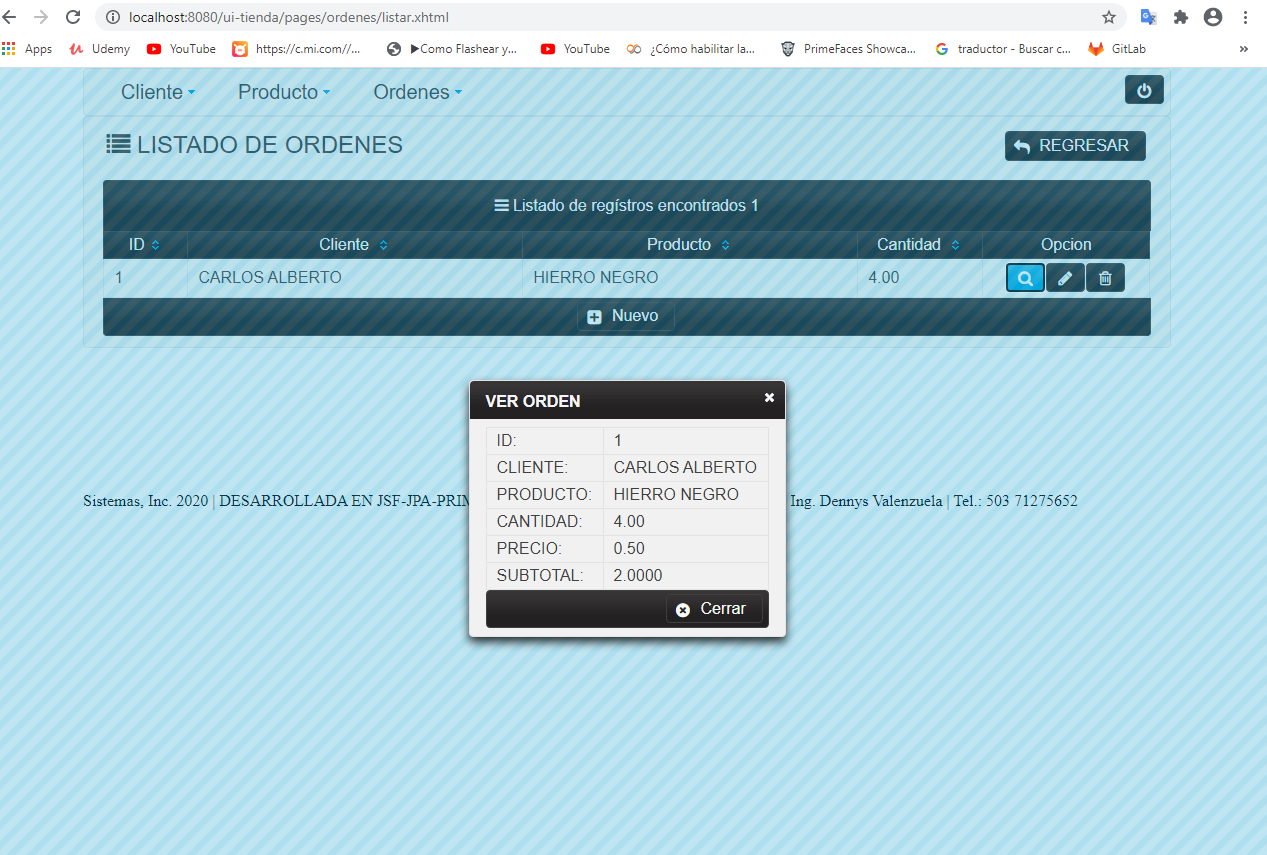 localhost:8080/ui-tienda/pages/ordenes/listar.xhtml
Apps Udemy YouTube https://c.mi.com//... ▶Como Flashear y... YouTube ¿Cómo habilitar la... PrimeFaces Showca... traductor - Buscar c... GitLab »
Cliente Producto Ordenes
LISTADO DE ORDENES
REGRESAR
Listado de regístros encontrados 1
ID Cliente Producto Cantidad Opcion
1 CARLOS ALBERTO HIERRO NEGRO 4.00
Nuevo
VER ORDEN
ID: 1
CLIENTE: CARLOS ALBERTO
PRODUCTO: HIERRO NEGRO
CANTIDAD: 4.00
PRECIO: 0.50
SUBTOTAL: 2.0000
Cerrar
Sistemas, Inc. 2020 | DESARROLLADA EN JSF-JPA-PRIM Ing. Dennys Valenzuela | Tel.: 503 71275652